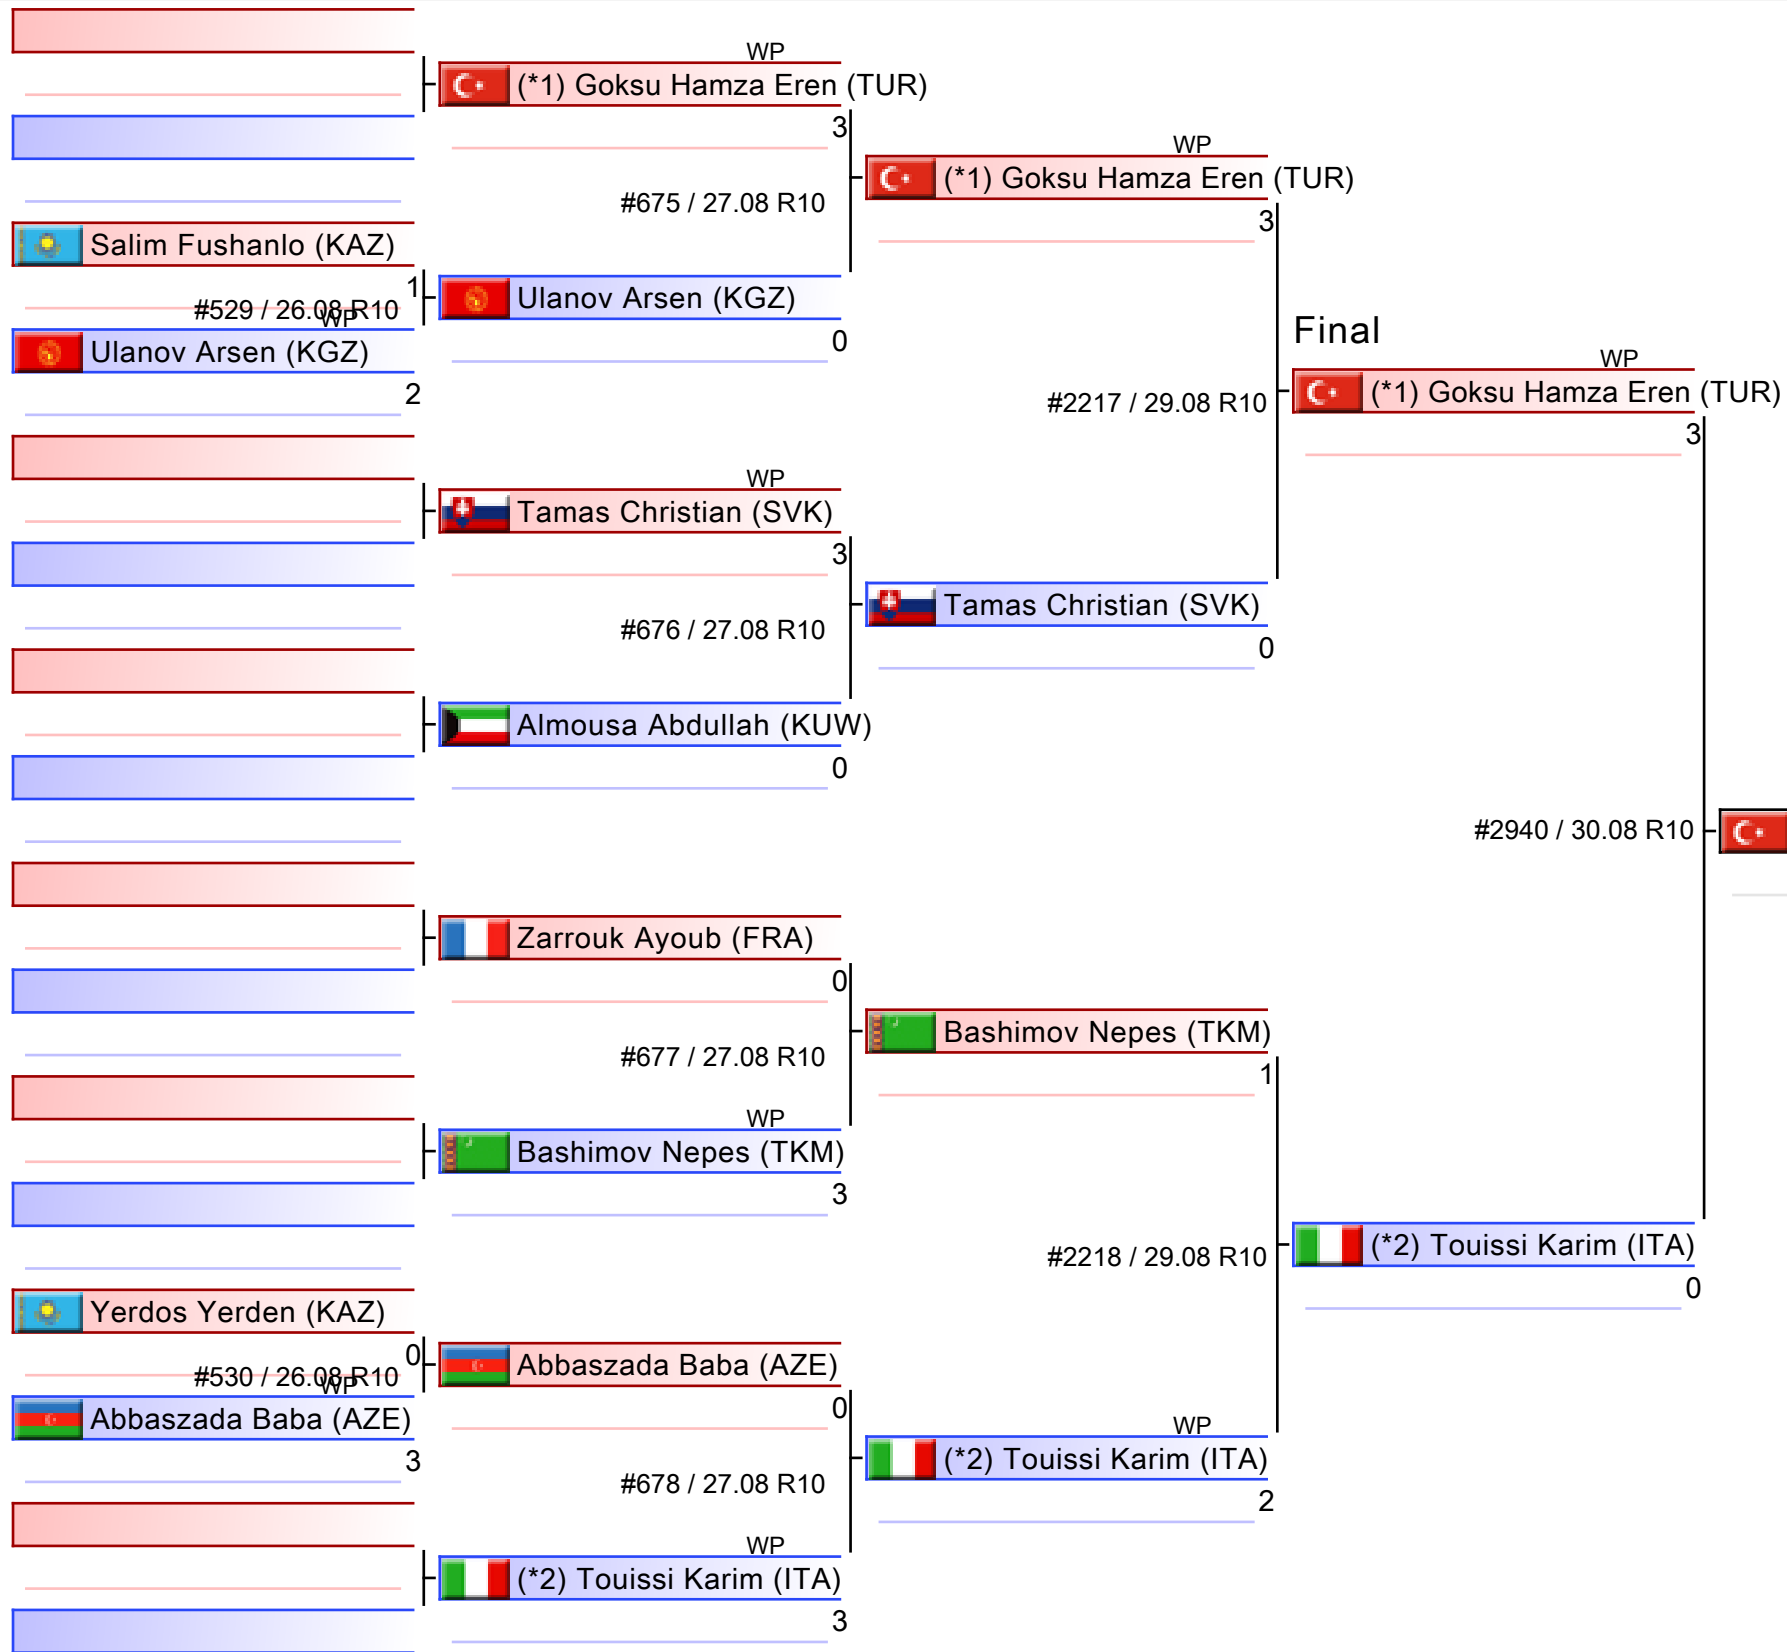 WP
(*1) Goksu Hamza Eren (TUR)
3
WP
(*1) Goksu Hamza Eren (TUR)
#675 / 27.08 R10
3
Salim Fushanlo (KAZ)
1
#529 / 26.08 R10
WP
Ulanov Arsen (KGZ)
Ulanov Arsen (KGZ)
0
2
Final
WP
(*1) Goksu Hamza Eren (TUR)
#2217 / 29.08 R10
3
WP
Tamas Christian (SVK)
3
Tamas Christian (SVK)
#676 / 27.08 R10
0
Almousa Abdullah (KUW)
0
#2940 / 30.08 R10
Zarrouk Ayoub (FRA)
0
Bashimov Nepes (TKM)
#677 / 27.08 R10
1
WP
Bashimov Nepes (TKM)
3
#2218 / 29.08 R10
(*2) Touissi Karim (ITA)
0
Yerdos Yerden (KAZ)
0
#530 / 26.08 R10
WP
Abbaszada Baba (AZE)
Abbaszada Baba (AZE)
0
3
WP
(*2) Touissi Karim (ITA)
#678 / 27.08 R10
2
WP
(*2) Touissi Karim (ITA)
3